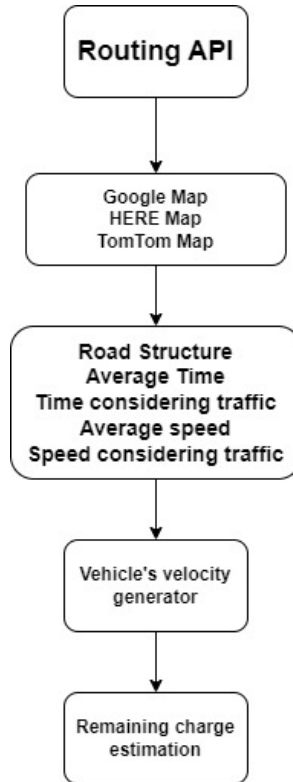 Routing API
Google Map
HERE Map
TomTom Map
Road Structure
Average Time
Time considering traffic
Average speed
Speed considering traffic
Vehicle's velocity
generator
Remaining charge
estimation